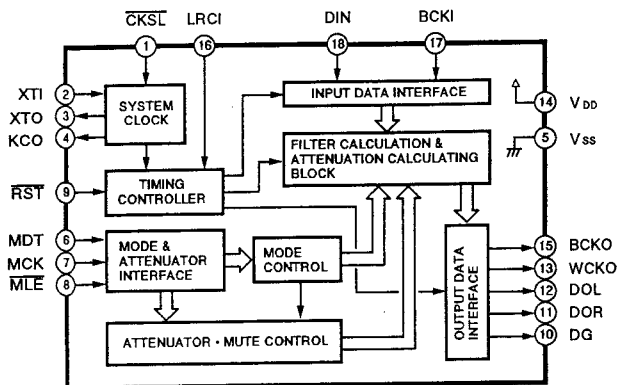 CKSL LRCI DIN BCKI
1 16 18 17
XTI 2
XTO 3
KCO 4
SYSTEM
CLOCK
INPUT DATA INTERFACE
14 VDD
5 VSS
FILTER CALCULATION &
ATTENUATION CALCULATING
BLOCK
RST 9
TIMING
CONTROLLER
MDT 6
MCK 7
MLE 8
MODE &
ATTENUATOR
INTERFACE
MODE
CONTROL
OUTPUT DATA
INTERFACE
15 BCKO
13 WCKO
12 DOL
11 DOR
10 DG
ATTENUATOR · MUTE CONTROL